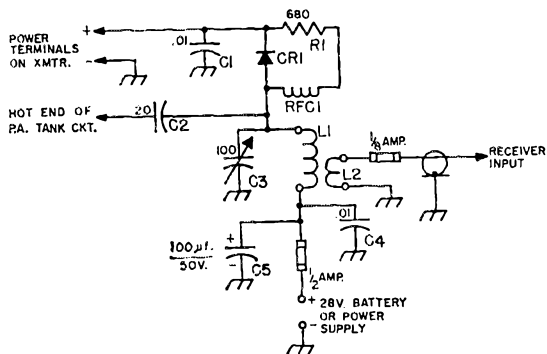 POWER
TERMINALS
ON XMTR.
+
-
.01
C1
680
R1
CR1
RFC1
HOT END OF
P.A. TANK CKT.
20
C2
100
C3
L1
L2
1/8 AMP.
RECEIVER
INPUT
.01
C4
100µf.
50V.
+
-
C5
1/2 AMP.
+ 28V. BATTERY
OR POWER
- SUPPLY